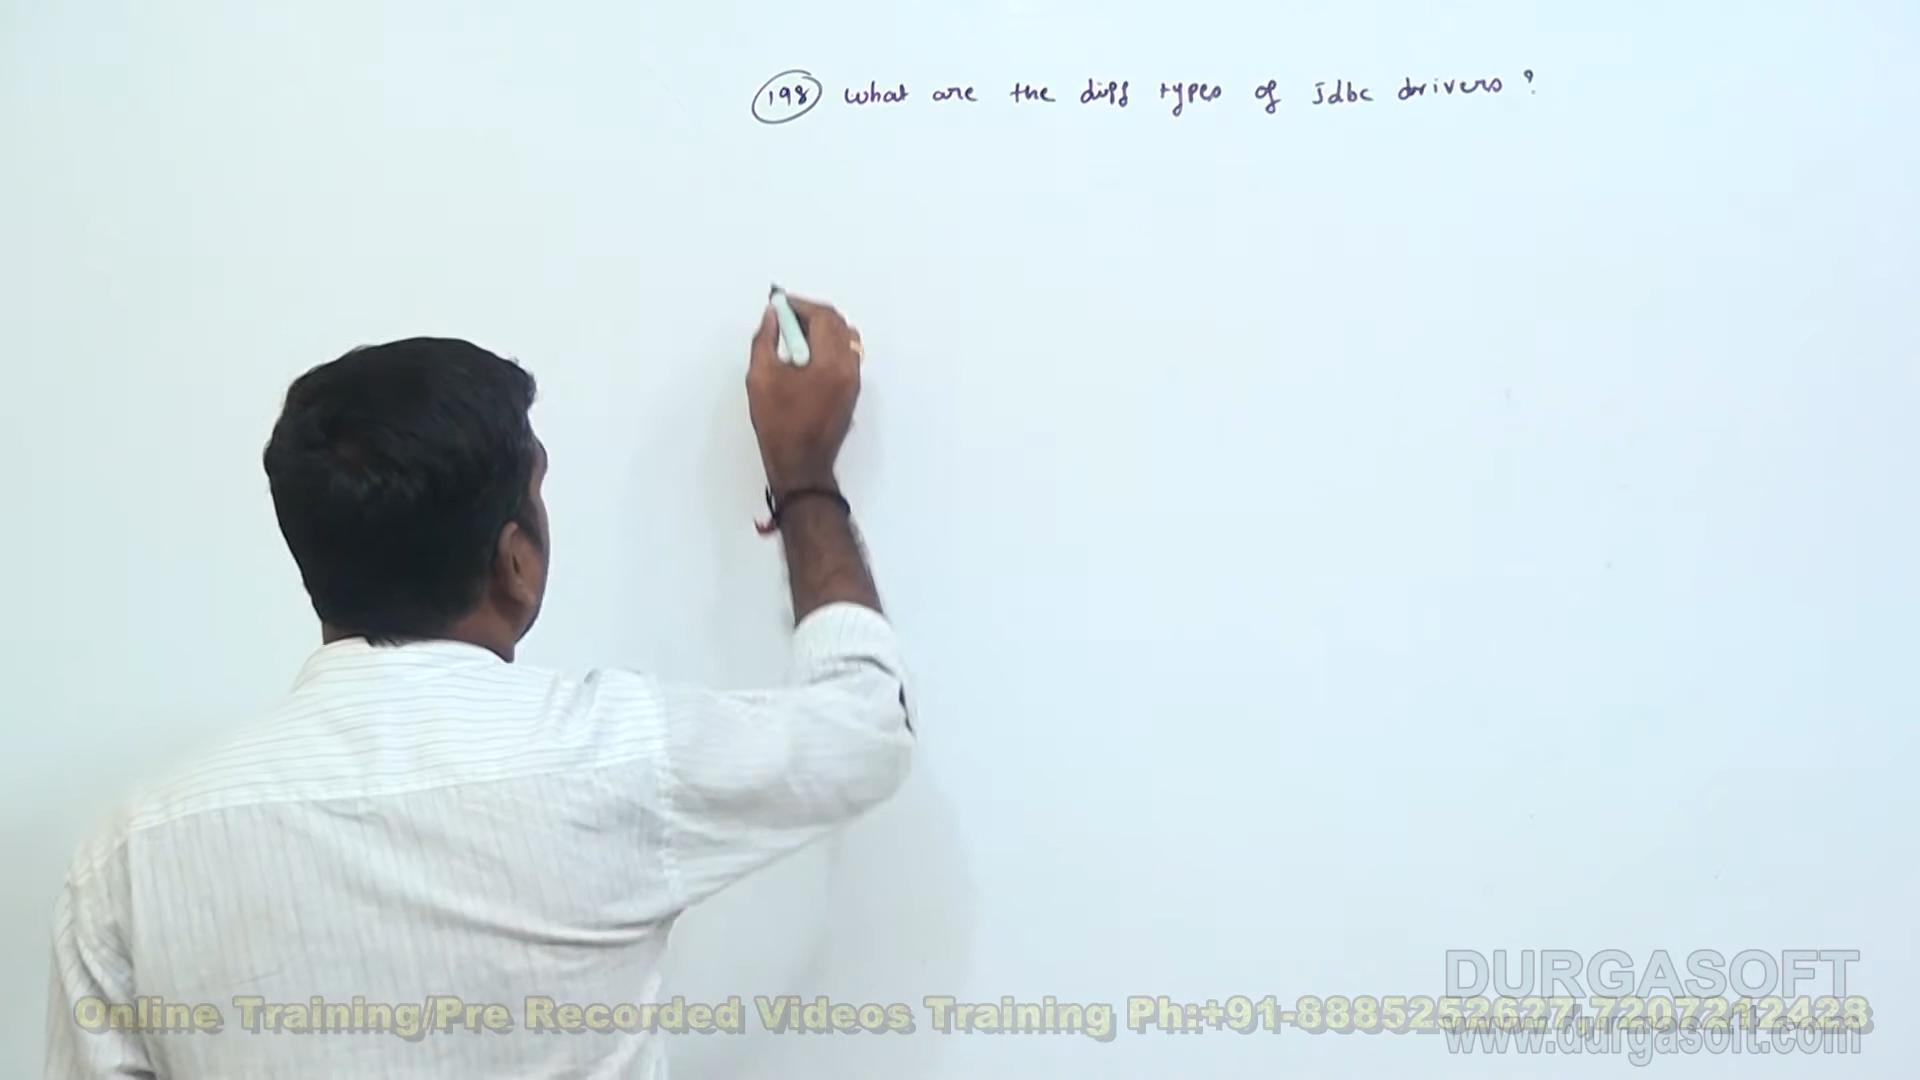 198 What are the diff types of Jdbc drivers?
DURGASOFT
Online Training/Pre Recorded Videos Training Ph:+91-8885252627,7207212428
www.durgasoft.com